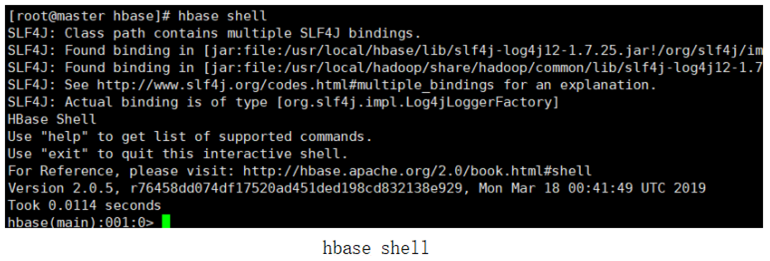 [root@master hbase]# hbase shell
SLF4J: Class path contains multiple SLF4J bindings.
SLF4J: Found binding in [jar:file:/usr/local/hbase/lib/slf4j-log4j12-1.7.25.jar!/org/slf4j/im
SLF4J: Found binding in [jar:file:/usr/local/hadoop/share/hadoop/common/lib/slf4j-log4j12-1.7
SLF4J: See http://www.slf4j.org/codes.html#multiple_bindings for an explanation.
SLF4J: Actual binding is of type [org.slf4j.impl.Log4jLoggerFactory]
HBase Shell
Use "help" to get list of supported commands.
Use "exit" to quit this interactive shell.
For Reference, please visit: http://hbase.apache.org/2.0/book.html#shell
Version 2.0.5, r76458dd074df17520ad451ded198cd832138e929, Mon Mar 18 00:41:49 UTC 2019
Took 0.0114 seconds
hbase(main):001:0>
hbase shell